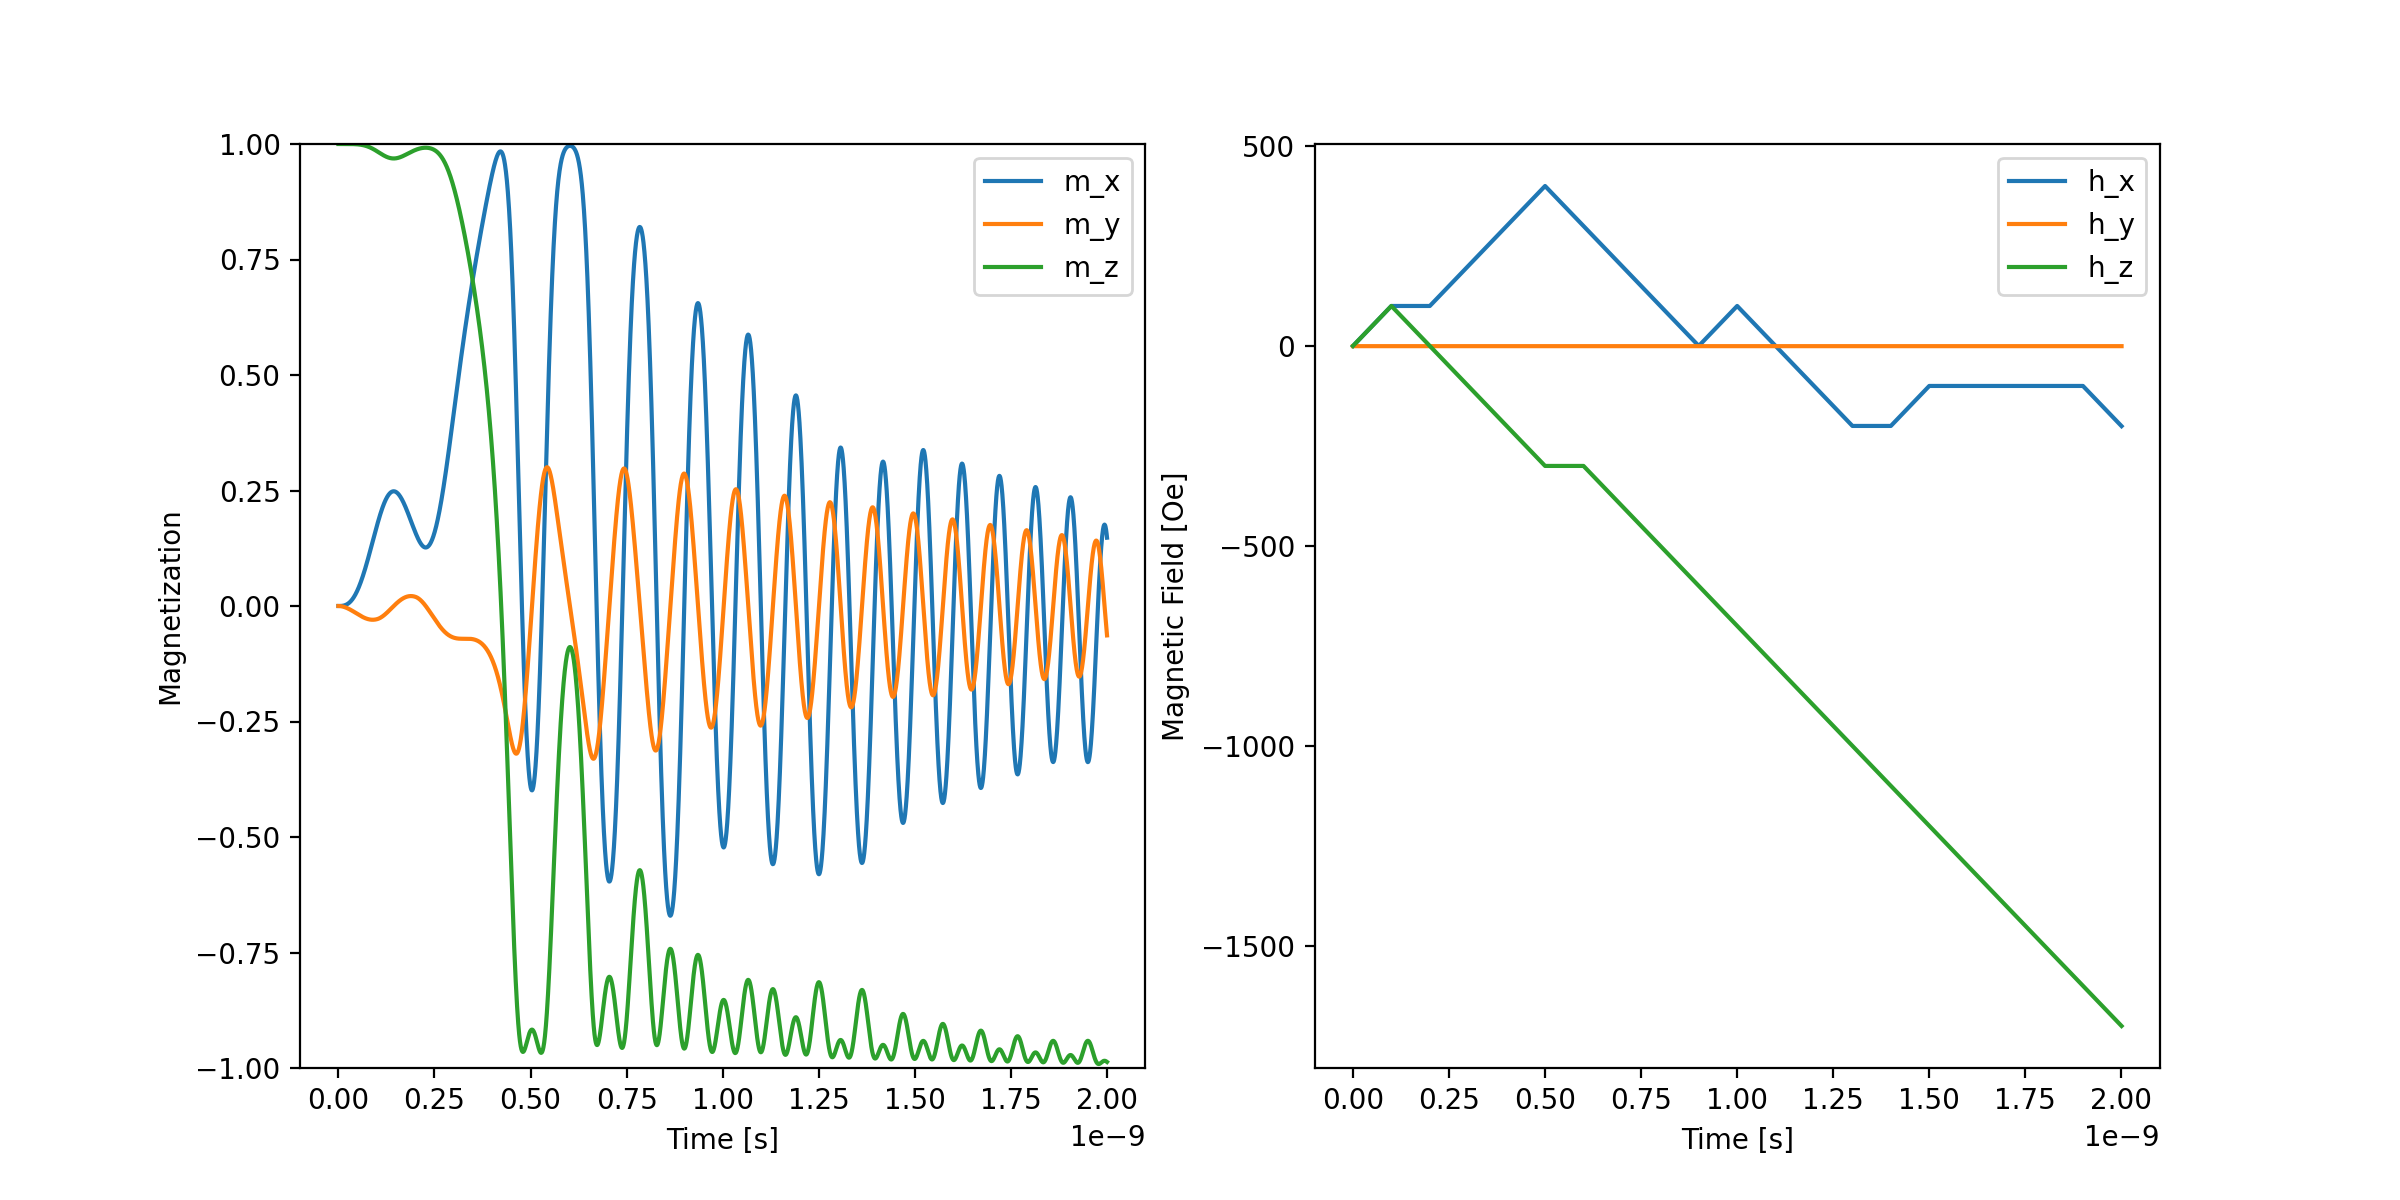 1.00
0.75
0.50
0.25
0.00
−0.25
−0.50
−0.75
−1.00
Magnetization
0.00 0.25 0.50 0.75 1.00 1.25 1.50 1.75 2.00
Time [s]
1e−9
m_x
m_y
m_z
500
0
−500
−1000
−1500
Magnetic Field [Oe]
0.00 0.25 0.50 0.75 1.00 1.25 1.50 1.75 2.00
Time [s]
1e−9
h_x
h_y
h_z